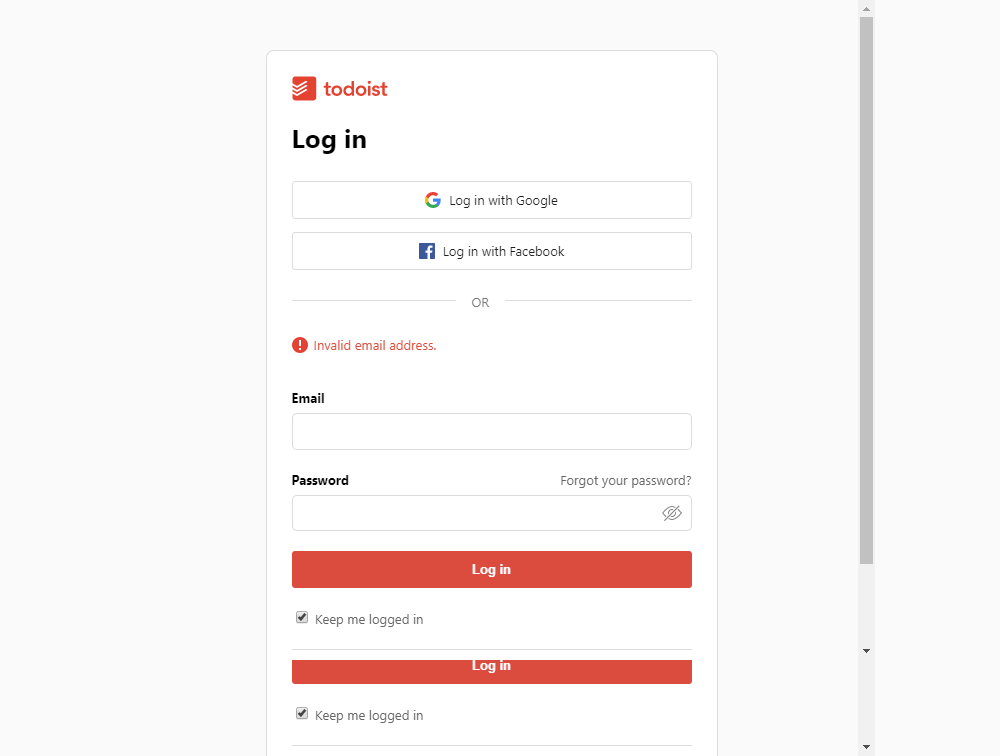 todoist
Log in
Log in with Google
Log in with Facebook
OR
Invalid email address.
Email
Password
Forgot your password?
Log in
Keep me logged in
Log in
Keep me logged in